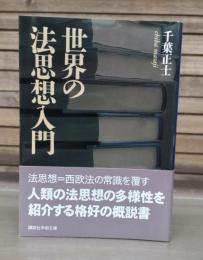 千葉正士
chiba masaji
世界の
法思想入門
法思想=西欧法の常識を覆す
人類の法思想の多様性を
紹介する格好の概説書
講談社学術文庫